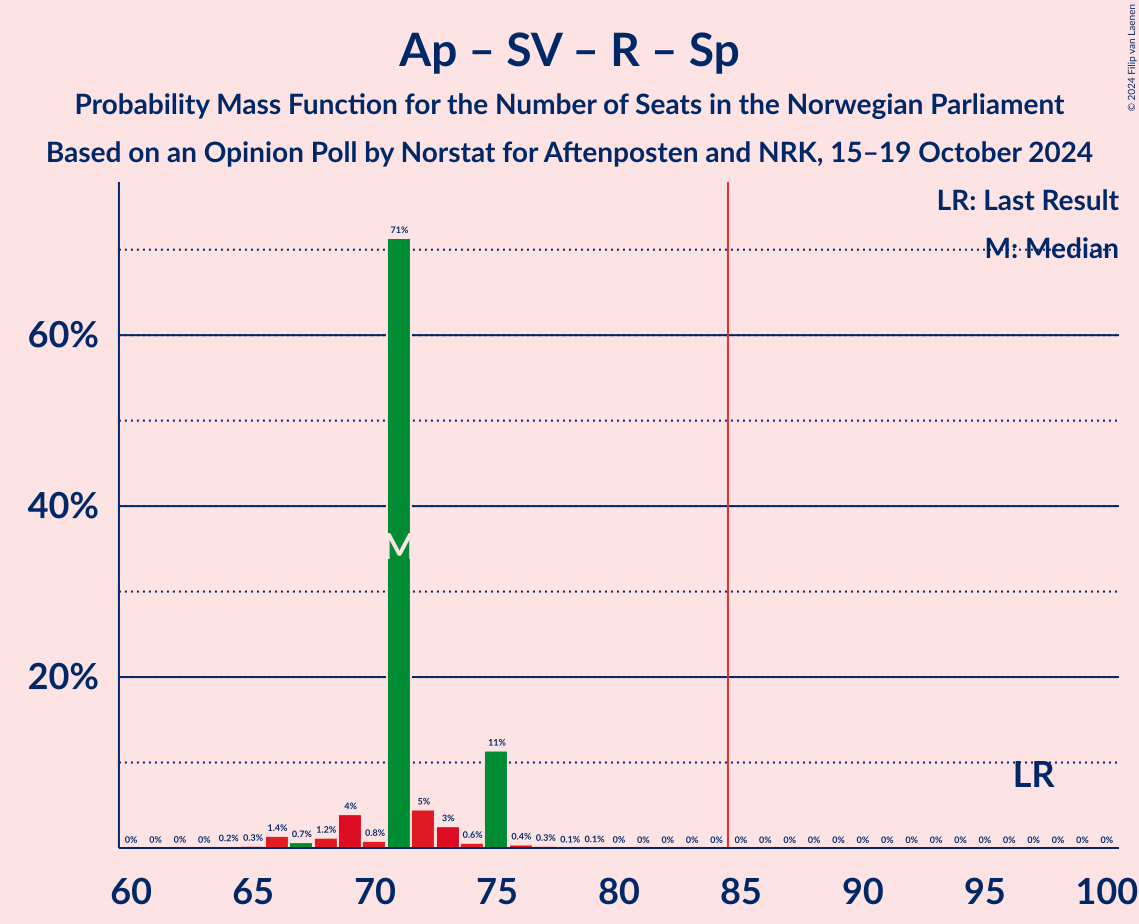 © 2024 Filip van Laenen
Ap – SV – R – Sp
Probability Mass Function for the Number of Seats in the Norwegian Parliament
Based on an Opinion Poll by Norstat for Aftenposten and NRK, 15–19 October 2024
LR: Last Result
M: Median
60%
40%
20%
71%
M
11%
LR
0% 0% 0% 0% 0.2% 0.3% 1.4% 0.7% 1.2% 4% 0.8% 5% 3% 0.6% 0.4% 0.3% 0.1% 0.1% 0% 0% 0% 0% 0% 0% 0% 0% 0% 0% 0% 0% 0% 0% 0% 0% 0% 0% 0% 0% 0%
60 65 70 75 80 85 90 95 100